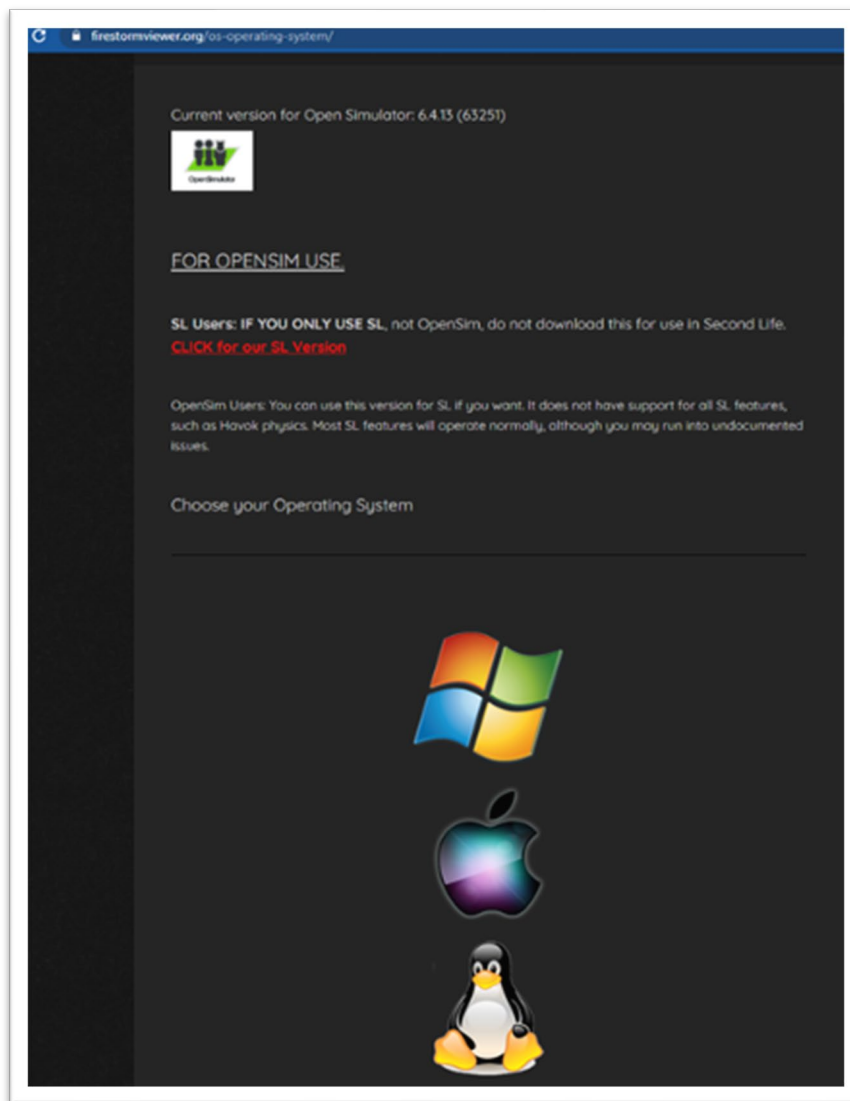 firestormviewer.org/os-operating-system/
Current version for Open Simulator: 6.4.13 (63251)
OpenSimulator
FOR OPENSIM USE.
SL Users: IF YOU ONLY USE SL, not OpenSim, do not download this for use in Second Life.
CLICK for our SL Version
OpenSim Users: You can use this version for SL if you want. It does not have support for all SL features,
such as Havok physics. Most SL features will operate normally, although you may run into undocumented
issues.
Choose your Operating System